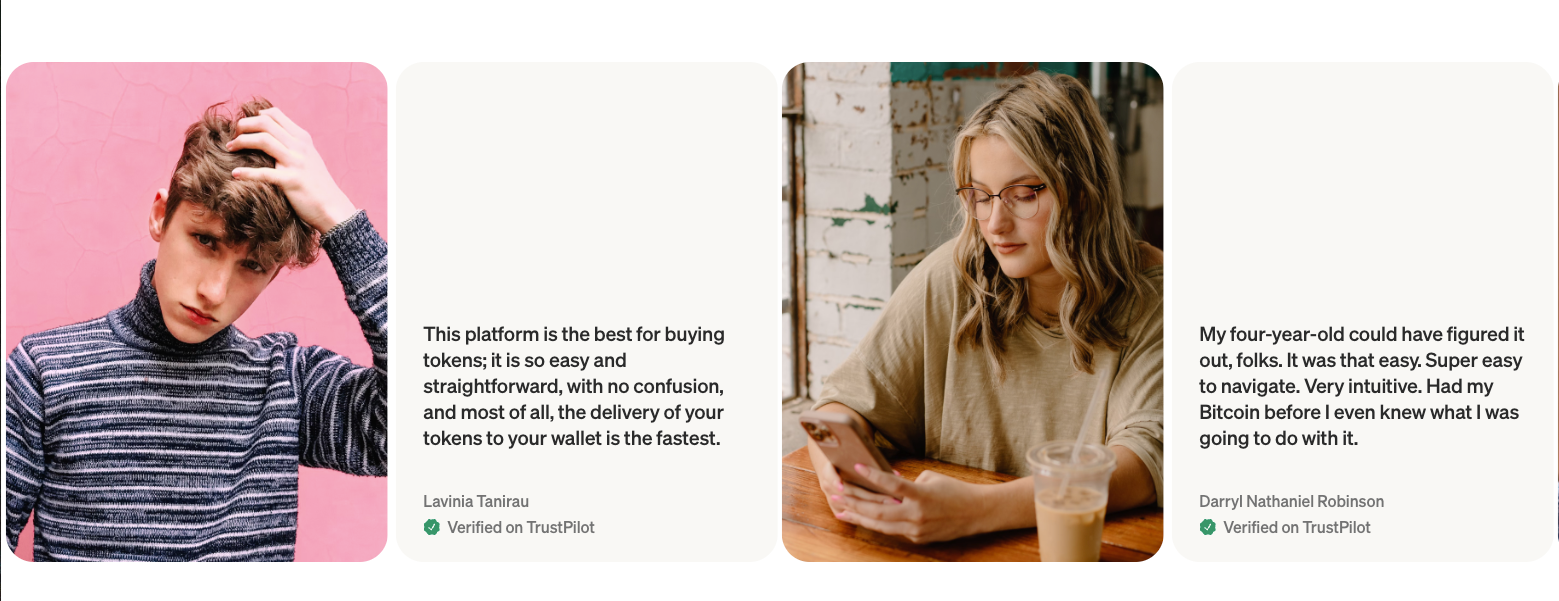 This platform is the best for buying
tokens; it is so easy and
straightforward, with no confusion,
and most of all, the delivery of your
tokens to your wallet is the fastest.
Lavinia Tanirau
Verified on TrustPilot
My four-year-old could have figured it
out, folks. It was that easy. Super easy
to navigate. Very intuitive. Had my
Bitcoin before I even knew what I was
going to do with it.
Darryl Nathaniel Robinson
Verified on TrustPilot